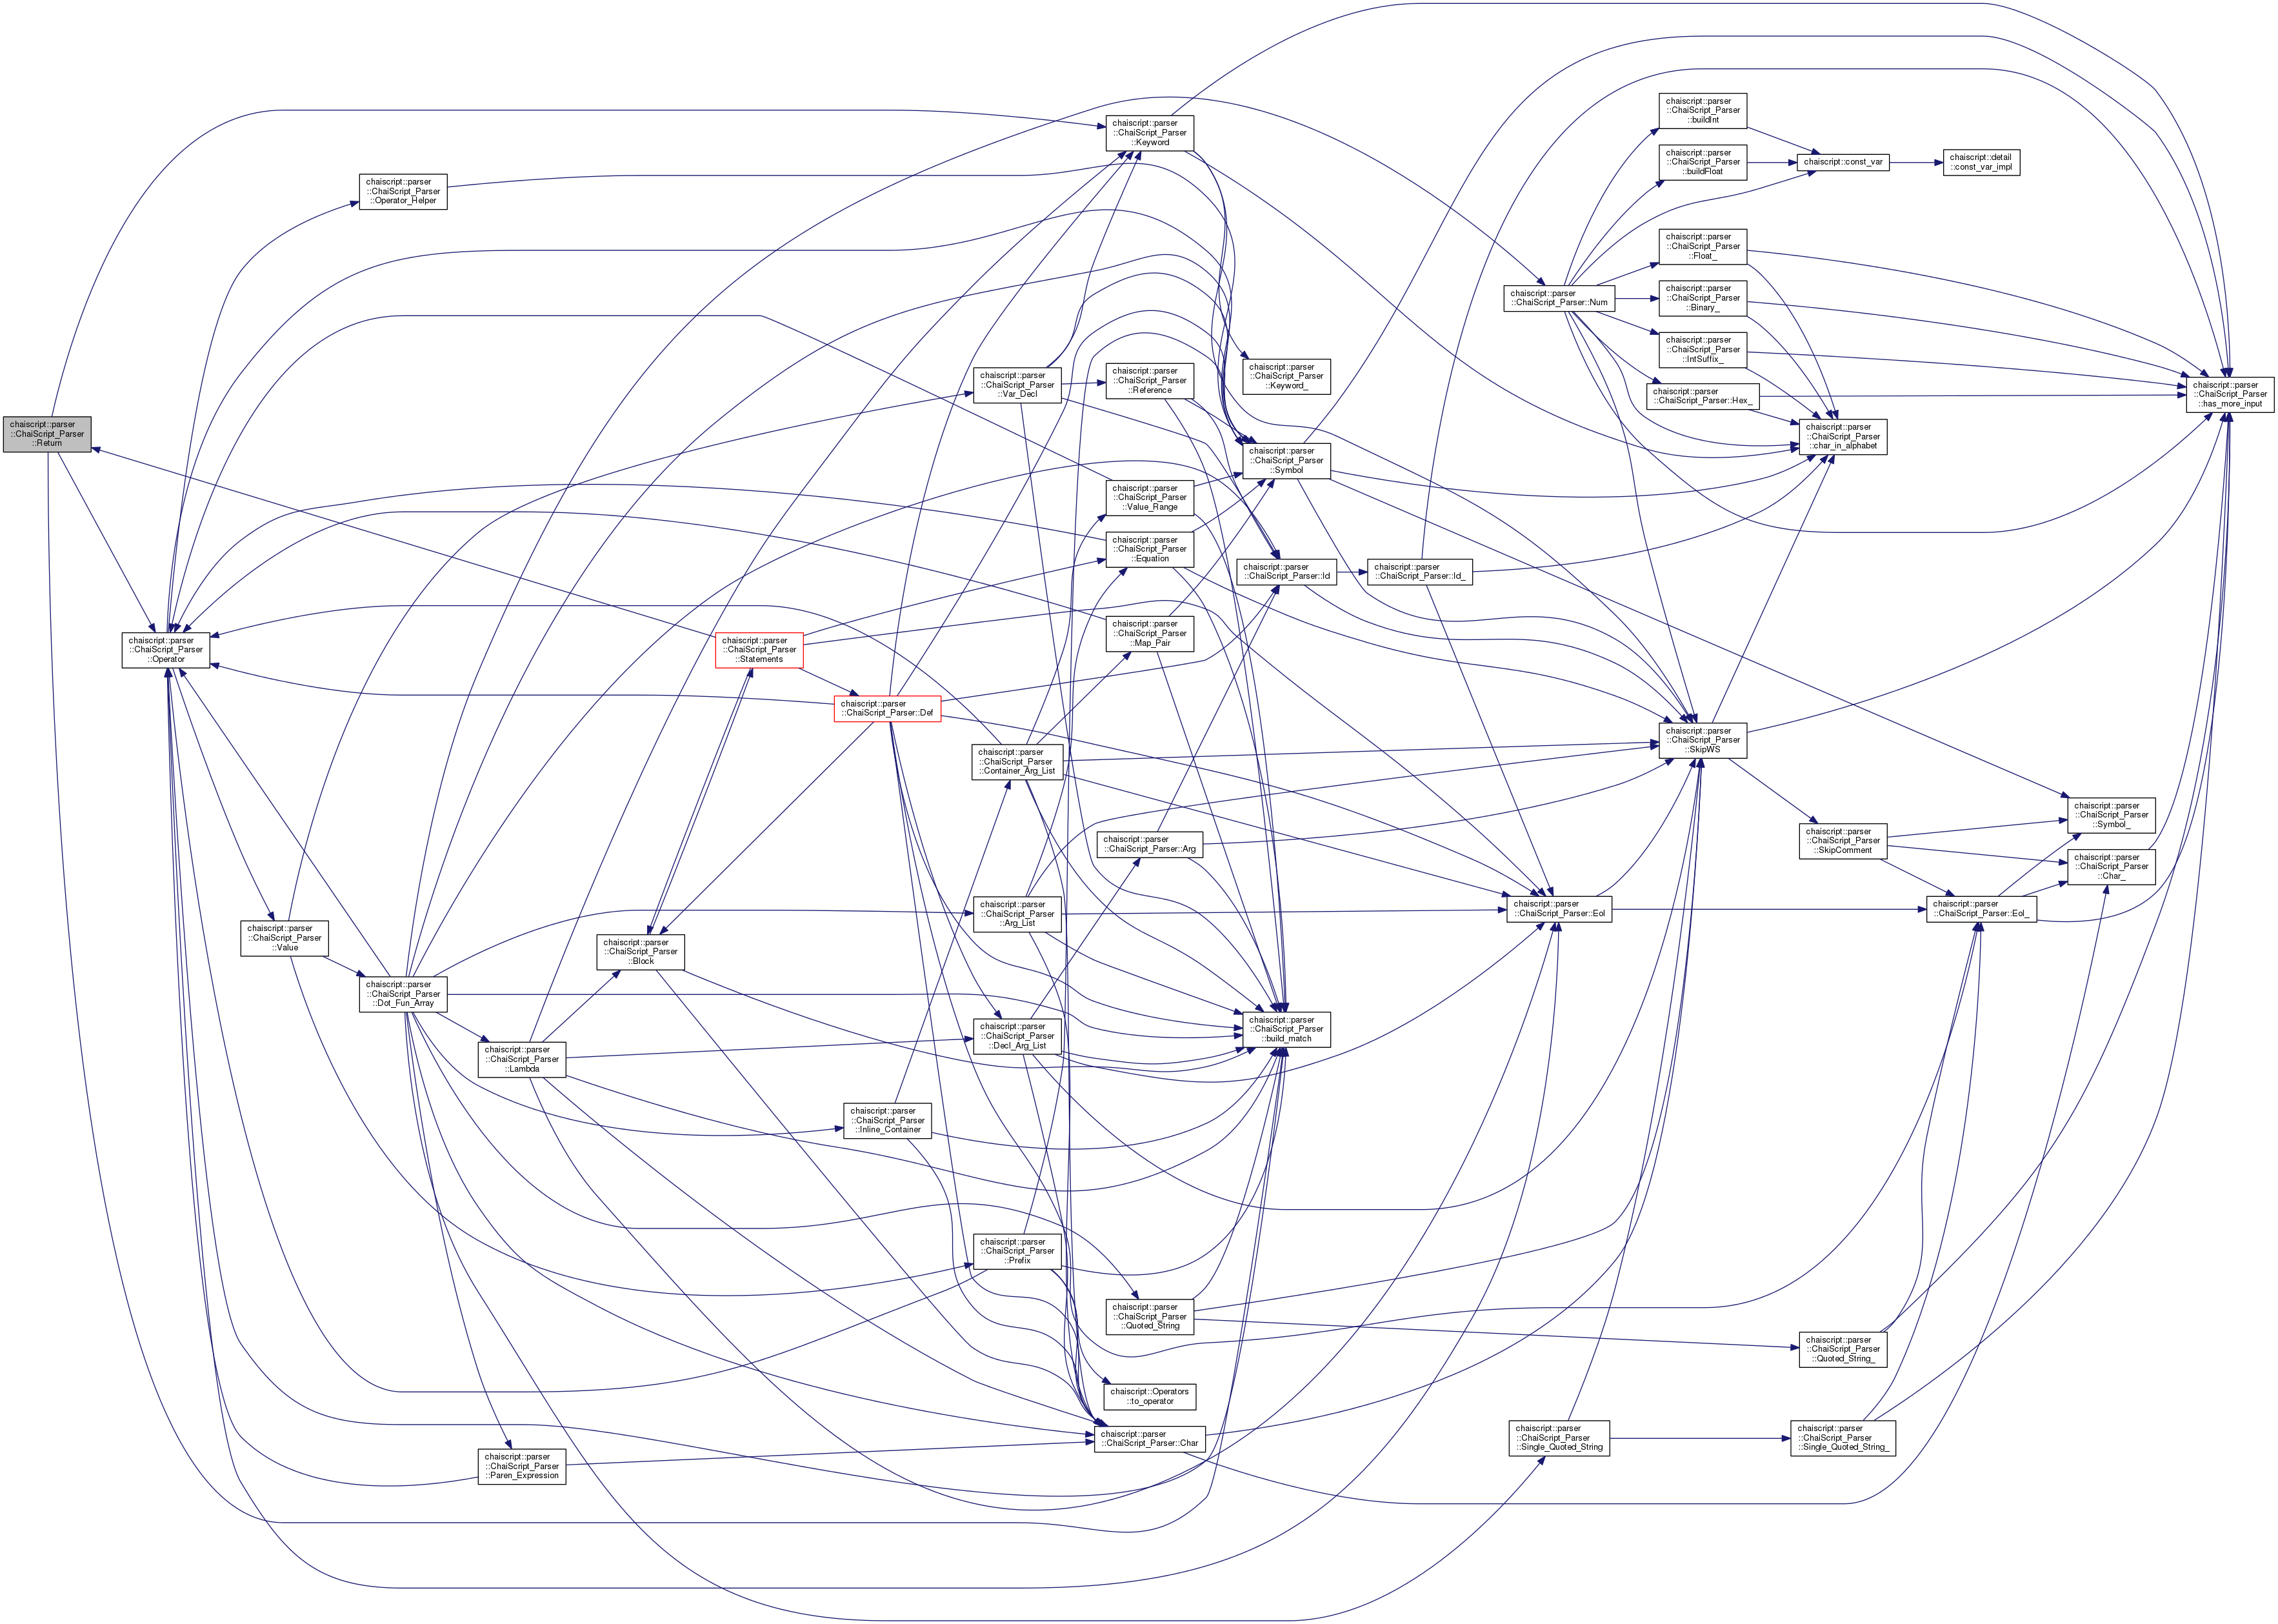 chaiscript::parser
::ChaiScript_Parser
::Return
chaiscript::parser
::ChaiScript_Parser
::Operator
chaiscript::parser
::ChaiScript_Parser
::Value
chaiscript::parser
::ChaiScript_Parser
::Operator_Helper
chaiscript::parser
::ChaiScript_Parser
::Dot_Fun_Array
chaiscript::parser
::ChaiScript_Parser
::Lambda
chaiscript::parser
::ChaiScript_Parser
::Paren_Expression
chaiscript::parser
::ChaiScript_Parser
::Block
chaiscript::parser
::ChaiScript_Parser
::Statements
chaiscript::parser
::ChaiScript_Parser::Def
chaiscript::parser
::ChaiScript_Parser
::Inline_Container
chaiscript::parser
::ChaiScript_Parser
::Var_Decl
chaiscript::parser
::ChaiScript_Parser
::Container_Arg_List
chaiscript::parser
::ChaiScript_Parser
::Arg_List
chaiscript::parser
::ChaiScript_Parser
::Decl_Arg_List
chaiscript::parser
::ChaiScript_Parser
::Prefix
chaiscript::parser
::ChaiScript_Parser
::Keyword
chaiscript::parser
::ChaiScript_Parser
::Reference
chaiscript::parser
::ChaiScript_Parser
::Value_Range
chaiscript::parser
::ChaiScript_Parser
::Equation
chaiscript::parser
::ChaiScript_Parser
::Map_Pair
chaiscript::parser
::ChaiScript_Parser::Arg
chaiscript::parser
::ChaiScript_Parser
::Quoted_String
chaiscript::Operators
::to_operator
chaiscript::parser
::ChaiScript_Parser::Char
chaiscript::parser
::ChaiScript_Parser
::Keyword_
chaiscript::parser
::ChaiScript_Parser
::Symbol
chaiscript::parser
::ChaiScript_Parser::Id
chaiscript::parser
::ChaiScript_Parser
::build_match
chaiscript::parser
::ChaiScript_Parser::Id_
chaiscript::parser
::ChaiScript_Parser::Num
chaiscript::parser
::ChaiScript_Parser::Eol
chaiscript::parser
::ChaiScript_Parser
::Single_Quoted_String
chaiscript::parser
::ChaiScript_Parser
::buildInt
chaiscript::parser
::ChaiScript_Parser
::buildFloat
chaiscript::parser
::ChaiScript_Parser
::Float_
chaiscript::parser
::ChaiScript_Parser
::Binary_
chaiscript::parser
::ChaiScript_Parser
::IntSuffix_
chaiscript::parser
::ChaiScript_Parser::Hex_
chaiscript::parser
::ChaiScript_Parser
::SkipWS
chaiscript::const_var
chaiscript::parser
::ChaiScript_Parser
::char_in_alphabet
chaiscript::parser
::ChaiScript_Parser
::SkipComment
chaiscript::parser
::ChaiScript_Parser
::Quoted_String_
chaiscript::parser
::ChaiScript_Parser
::Single_Quoted_String_
chaiscript::detail
::const_var_impl
chaiscript::parser
::ChaiScript_Parser::Eol_
chaiscript::parser
::ChaiScript_Parser
::Symbol_
chaiscript::parser
::ChaiScript_Parser
::Char_
chaiscript::parser
::ChaiScript_Parser
::has_more_input